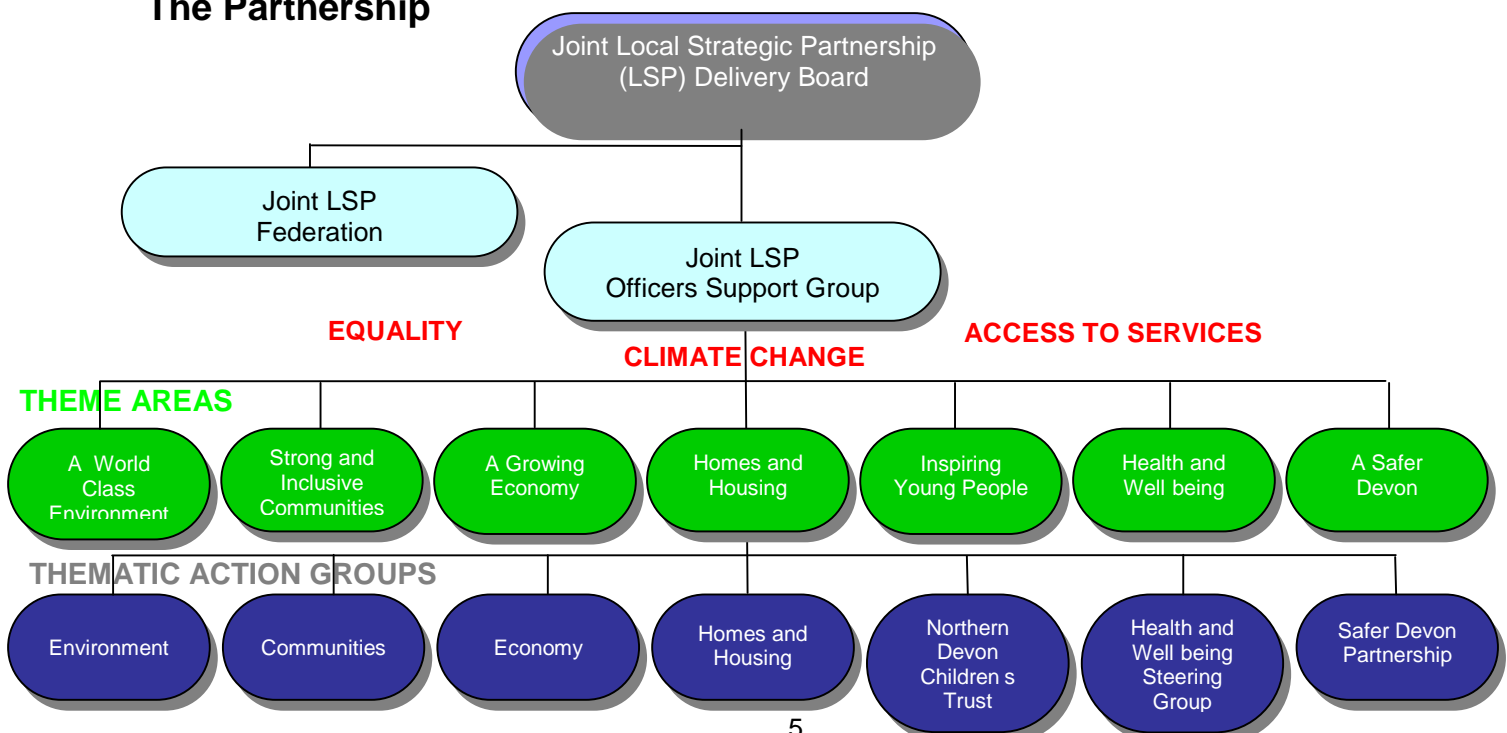 The Partnership
Joint Local Strategic Partnership
(LSP) Delivery Board
Joint LSP
Federation
Joint LSP
Officers Support Group
EQUALITY
CLIMATE CHANGE
ACCESS TO SERVICES
THEME AREAS
A World
Class
Environment
Strong and
Inclusive
Communities
A Growing
Economy
Homes and
Housing
Inspiring
Young People
Health and
Well being
A Safer
Devon
THEMATIC ACTION GROUPS
Environment
Communities
Economy
Homes and
Housing
Northern
Devon
Children s
Trust
Health and
Well being
Steering
Group
Safer Devon
Partnership
5